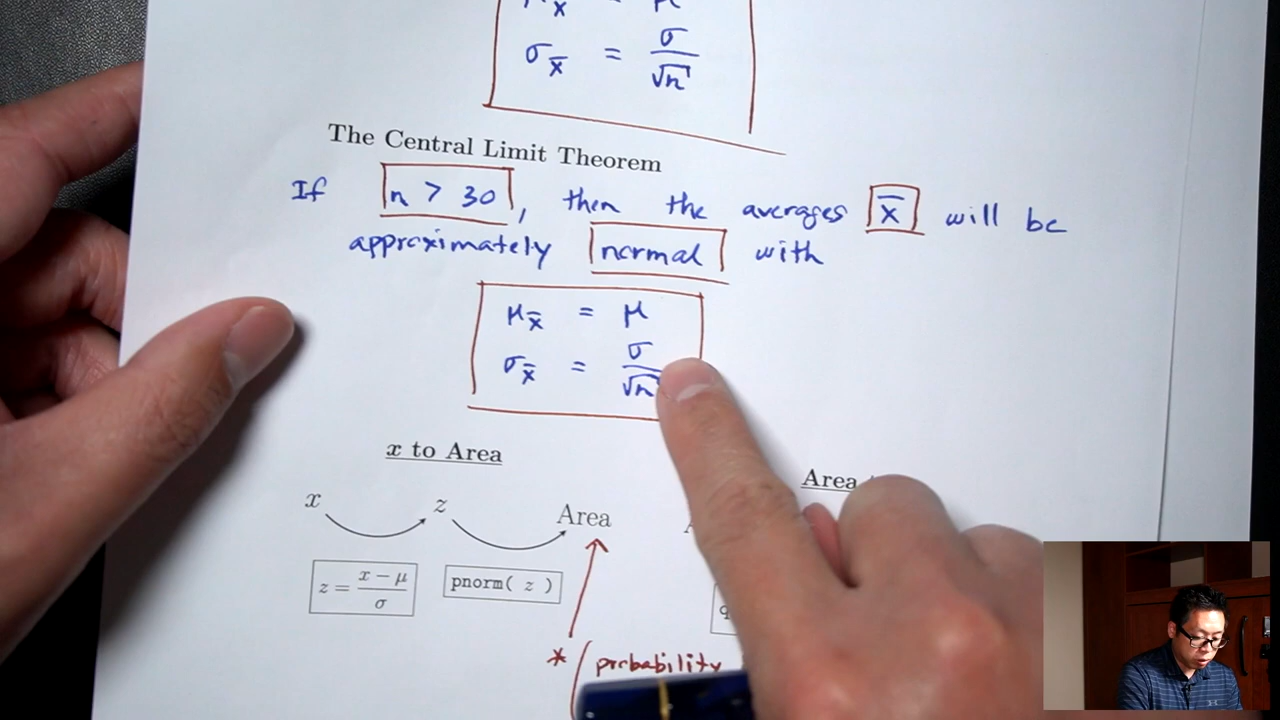 μx̄ = μ
σx̄ = σ/√n
The Central Limit Theorem
If n > 30, then the averages x̄ will be
approximately normal with
μx̄ = μ
σx̄ = σ/√n
x to Area
Area
x z Area
z = (x − μ)/σ
pnorm( z )
* probability